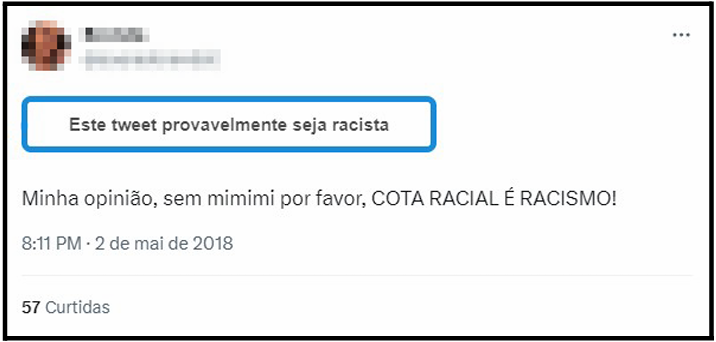 Este tweet provavelmente seja racista
Minha opinião, sem mimimi por favor, COTA RACIAL É RACISMO!
8:11 PM · 2 de mai de 2018
57 Curtidas